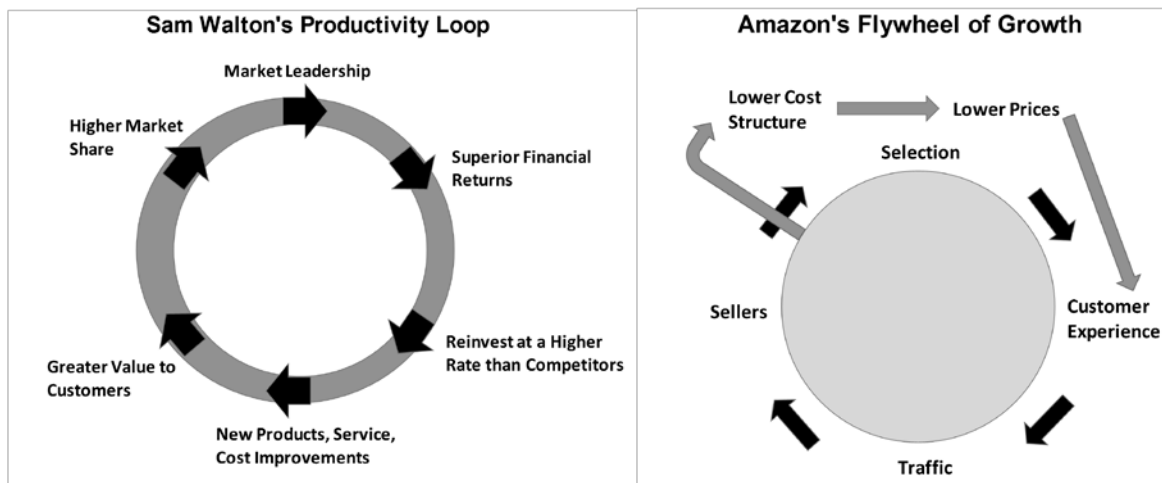 Sam Walton's Productivity Loop
Market Leadership
Higher Market
Share
Superior Financial
Returns
Reinvest at a Higher
Rate than Competitors
Greater Value to
Customers
New Products, Service,
Cost Improvements
Amazon's Flywheel of Growth
Lower Cost
Structure
Lower Prices
Selection
Sellers
Customer
Experience
Traffic